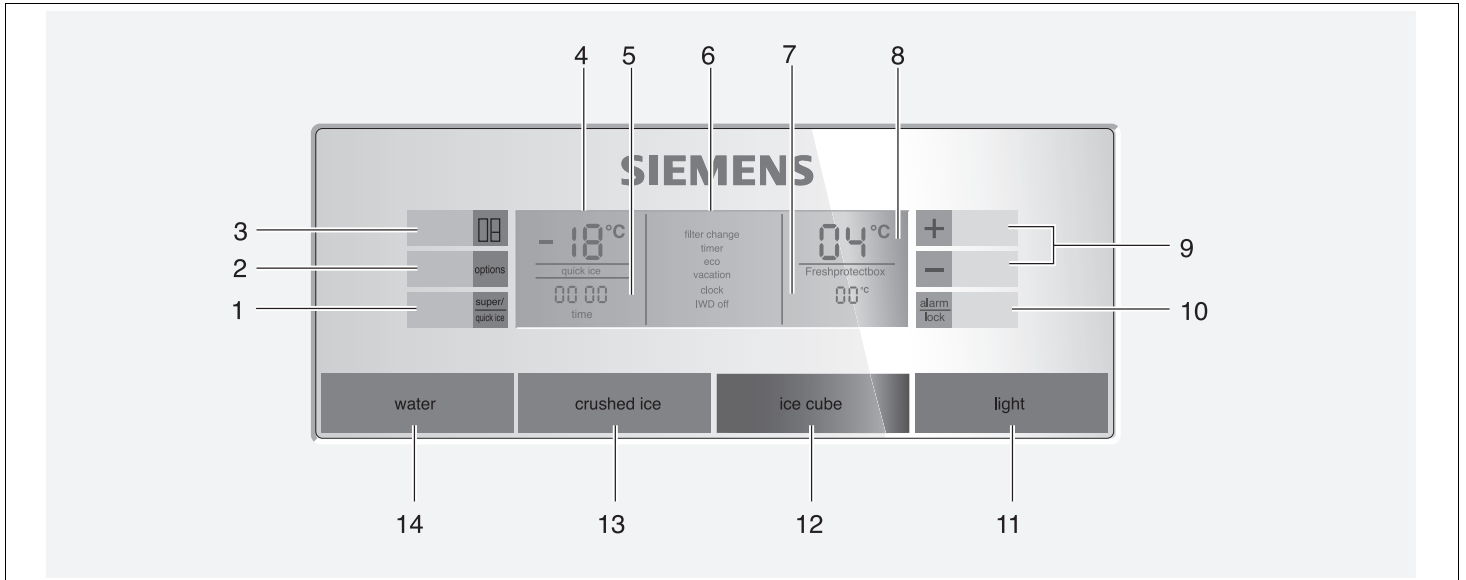 4 5 6 7 8
SIEMENS
3
2
options
1
super/
quick ice
- 18 °C
quick ice
00 00
time
filter change
timer
eco
vacation
clock
IWD off
04 °C
Freshprotectbox
00 °C
+
−
9
alarm
lock
10
water crushed ice ice cube light
14 13 12 11